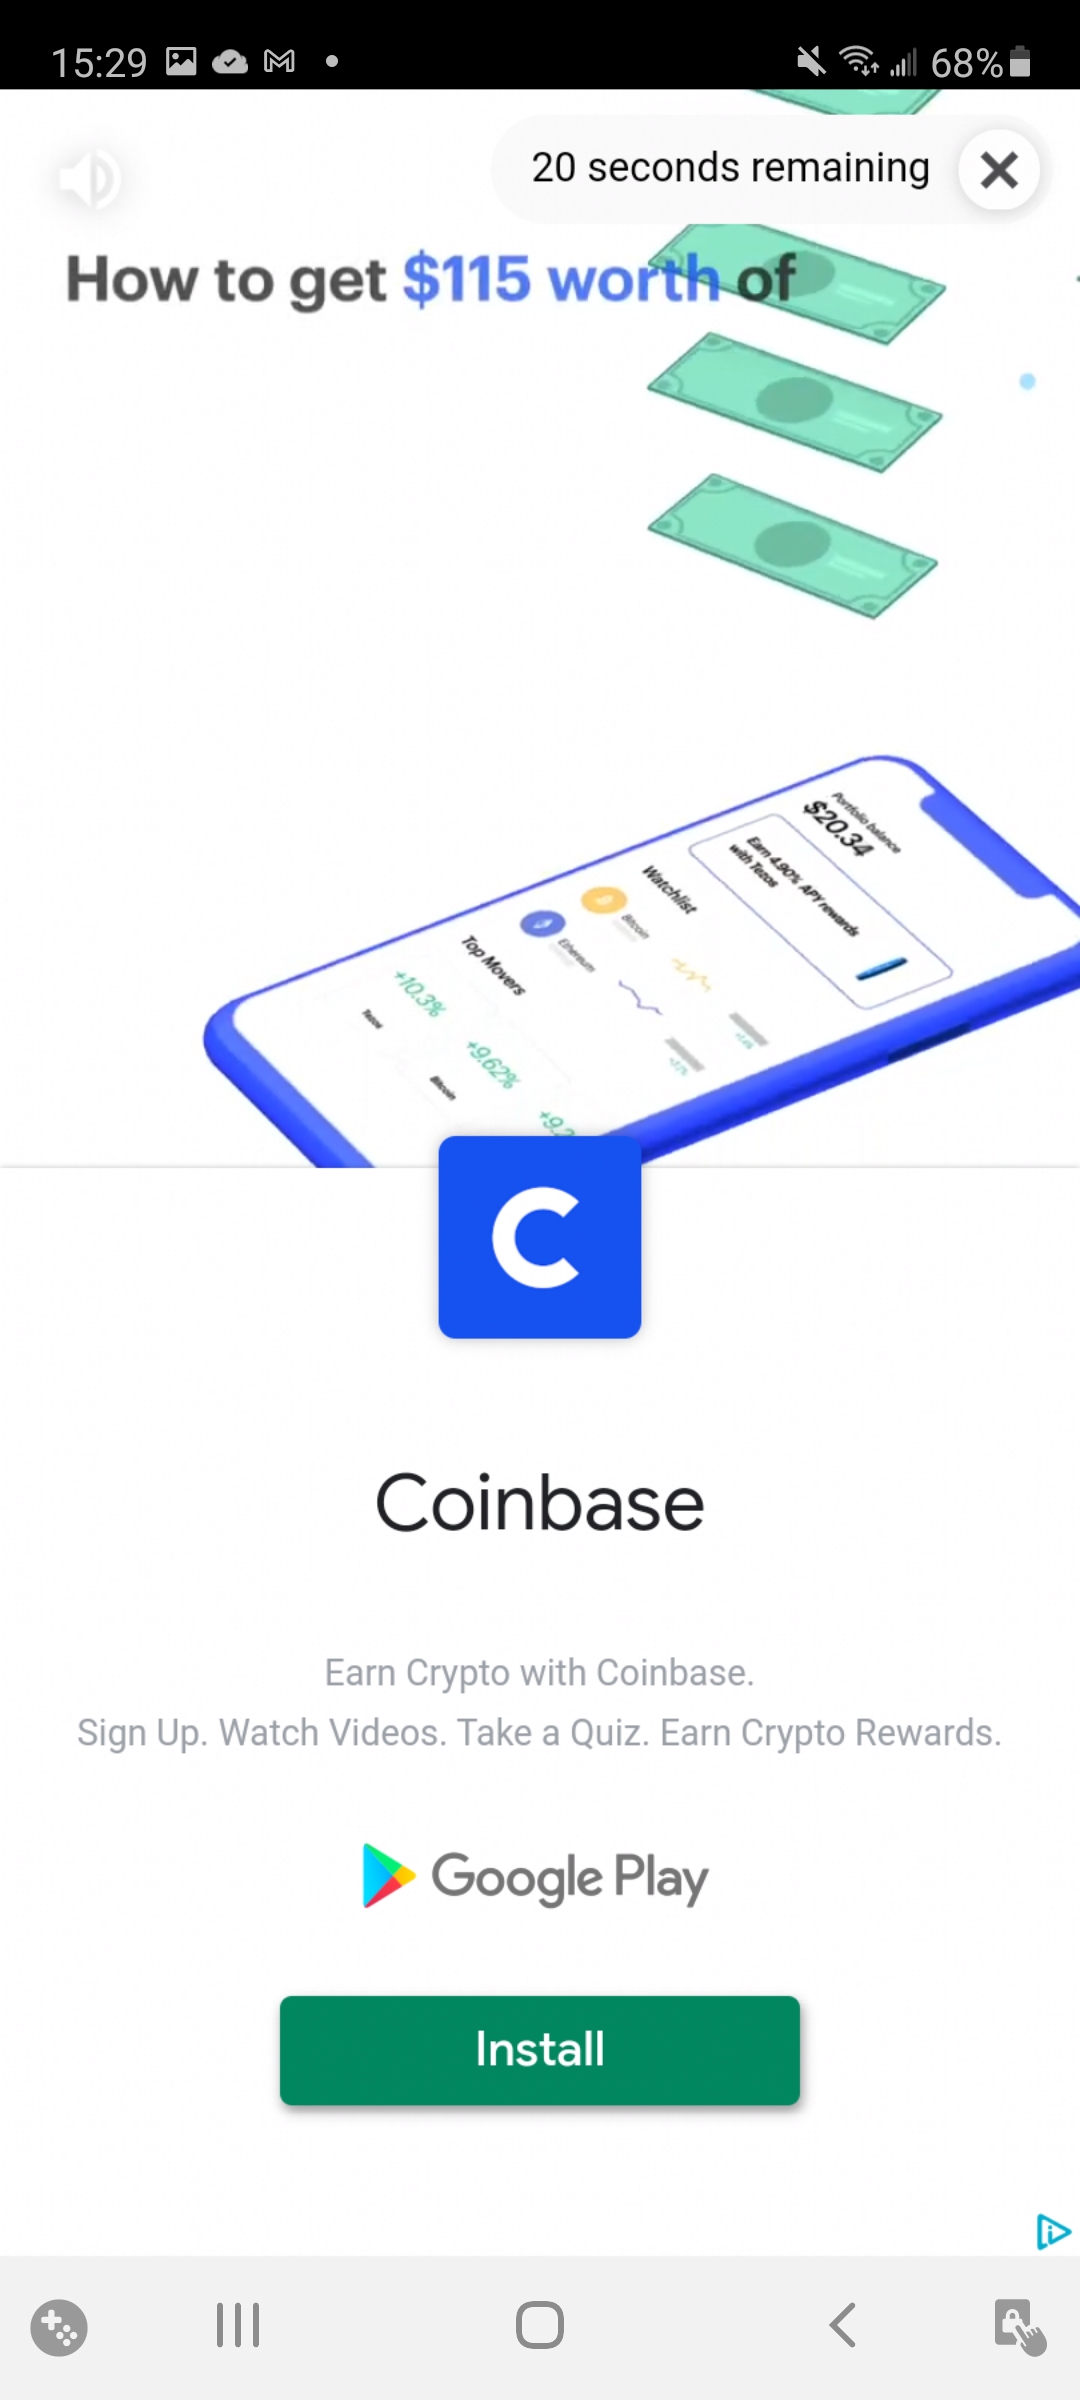 15:29
68%
20 seconds remaining
How to get $115 worth of
Portfolio balance
$20.34
Earn 4.90% APY rewards
with Tezos
Watchlist
Bitcoin
Ethereum
Top Movers
+10.3%
Tezos
+9.62%
Bitcoin
+9.2
C
Coinbase
Earn Crypto with Coinbase.
Sign Up. Watch Videos. Take a Quiz. Earn Crypto Rewards.
Google Play
Install